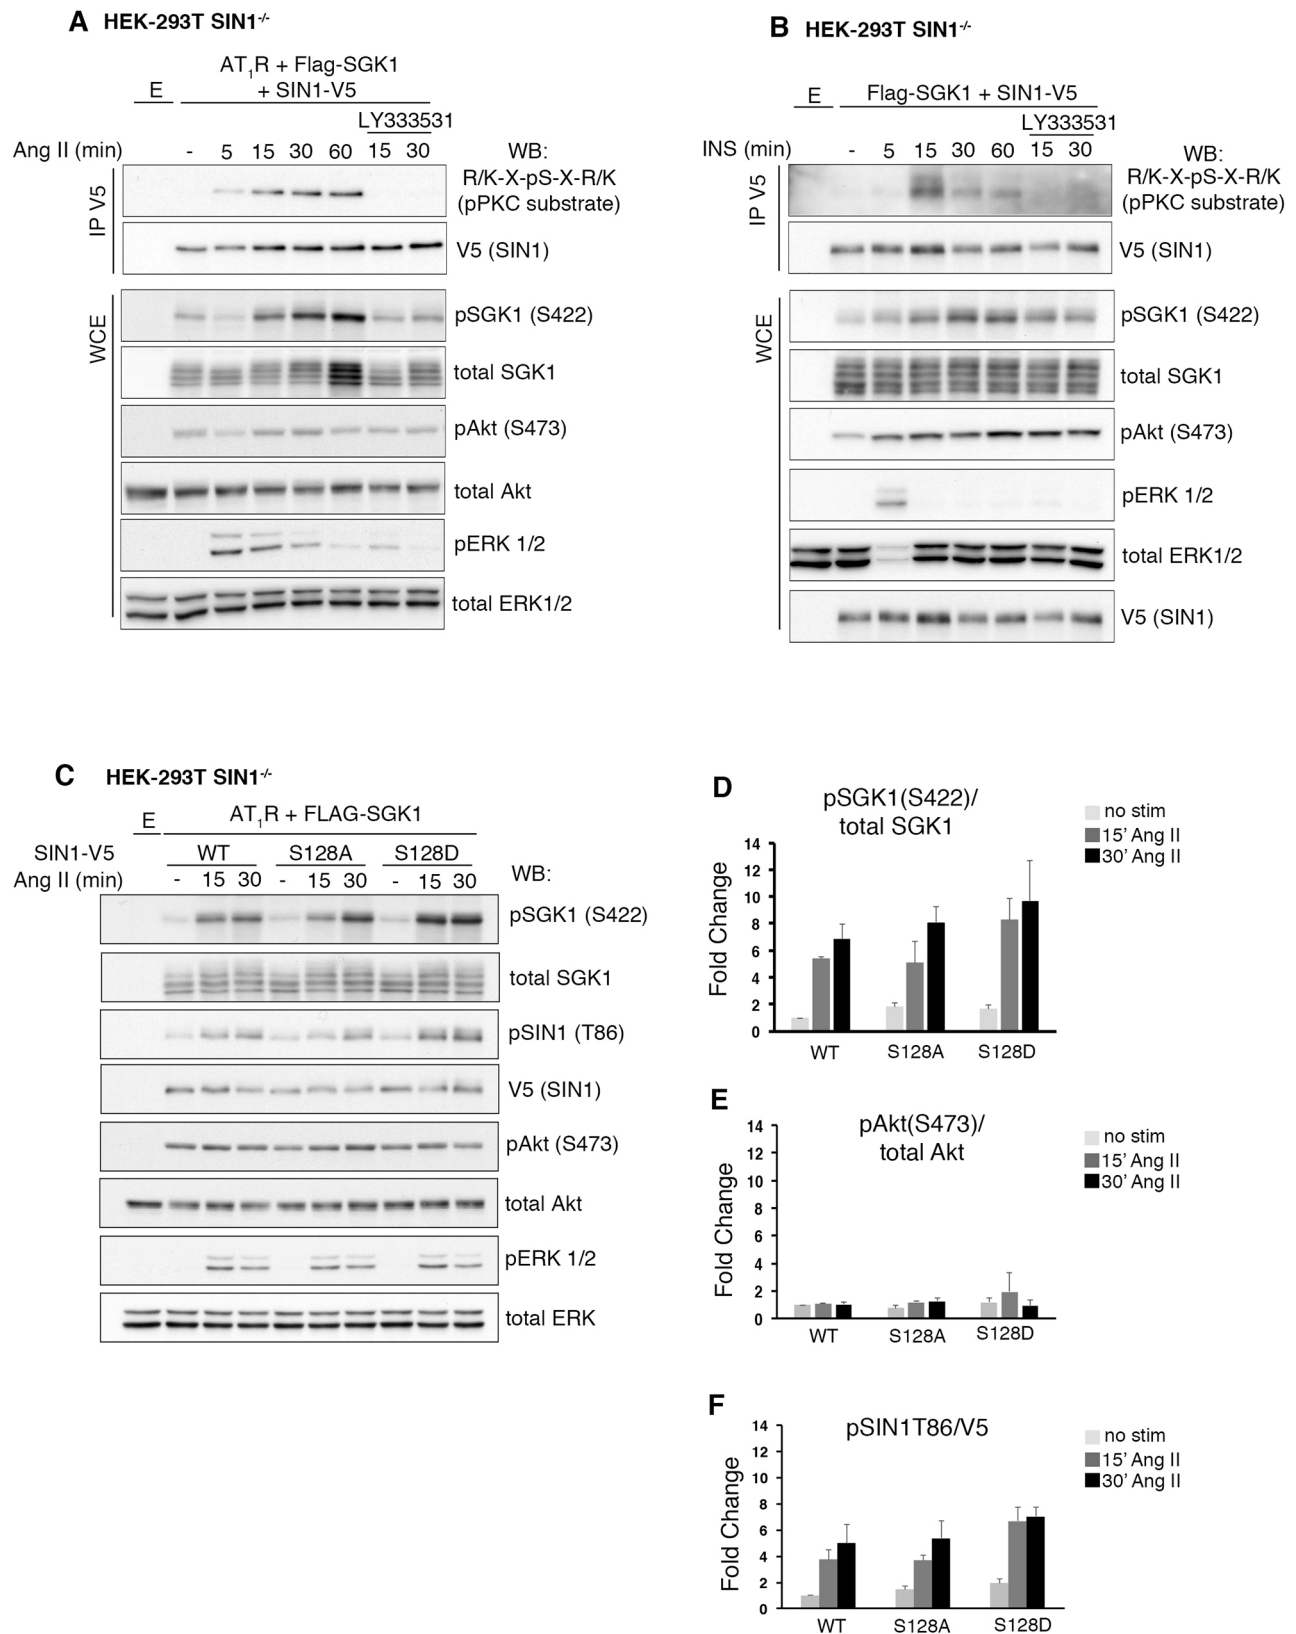 A HEK-293T SIN1-/-
AT1R + Flag-SGK1
E + SIN1-V5
LY333531
Ang II (min) - 5 15 30 60 15 30 WB:
IP V5
R/K-X-pS-X-R/K
(pPKC substrate)
V5 (SIN1)
WCE
pSGK1 (S422)
total SGK1
pAkt (S473)
total Akt
pERK 1/2
total ERK1/2
B HEK-293T SIN1-/-
E Flag-SGK1 + SIN1-V5
LY333531
INS (min) - 5 15 30 60 15 30 WB:
IP V5
R/K-X-pS-X-R/K
(pPKC substrate)
V5 (SIN1)
WCE
pSGK1 (S422)
total SGK1
pAkt (S473)
pERK 1/2
total ERK1/2
V5 (SIN1)
C HEK-293T SIN1-/-
E AT1R + FLAG-SGK1
SIN1-V5 WT S128A S128D
Ang II (min) - 15 30 - 15 30 - 15 30 WB:
pSGK1 (S422)
total SGK1
pSIN1 (T86)
V5 (SIN1)
pAkt (S473)
total Akt
pERK 1/2
total ERK
D
pSGK1(S422)/
total SGK1
no stim
15' Ang II
30' Ang II
Fold Change
14
12
10
8
6
4
2
0
WT S128A S128D
E
pAkt(S473)/
total Akt
no stim
15' Ang II
30' Ang II
Fold Change
14
12
10
8
6
4
2
0
WT S128A S128D
F
pSIN1T86/V5
no stim
15' Ang II
30' Ang II
Fold Change
14
12
10
8
6
4
2
0
WT S128A S128D